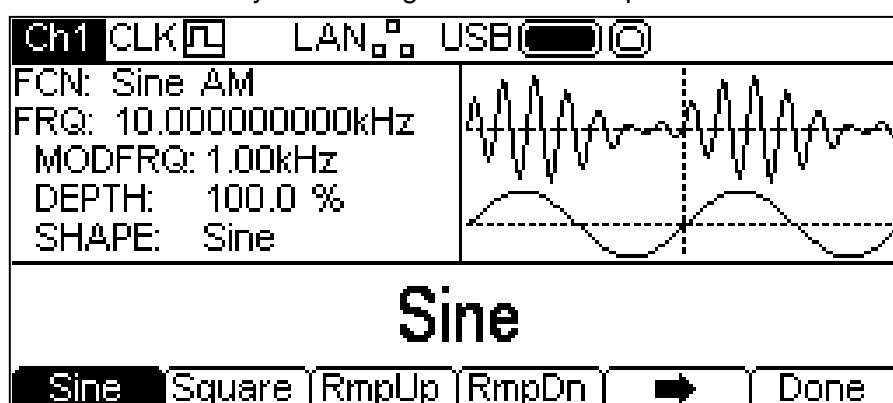 Ch1 CLK LAN USB
FCN: Sine AM
FRQ: 10.000000000kHz
MODFRQ: 1.00kHz
DEPTH: 100.0 %
SHAPE: Sine
Sine
Sine Square RmpUp RmpDn Done